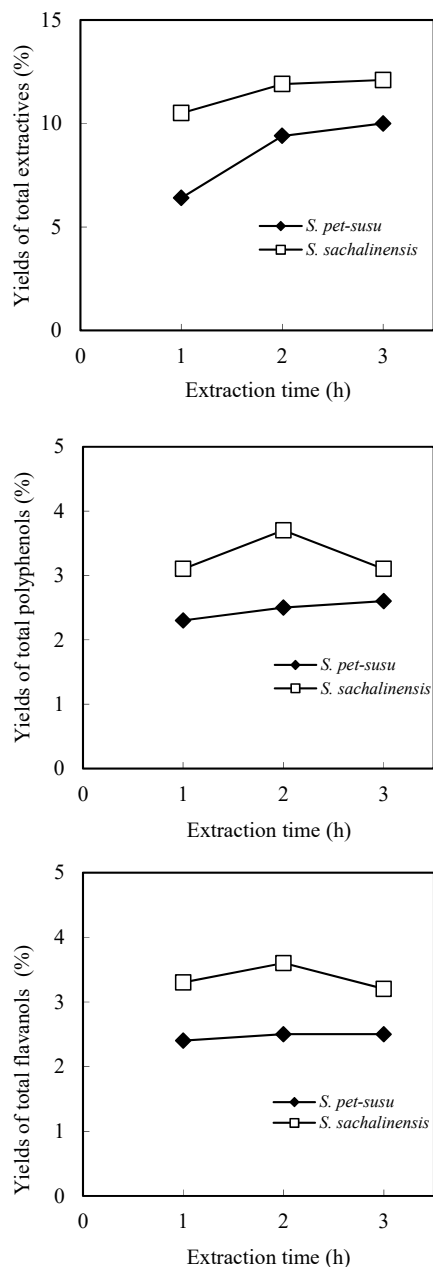 15
10
5
0
Yields of total extractives (%)
S. pet-susu
S. sachalinensis
0 1 2 3
Extraction time (h)
5
4
3
2
1
0
Yields of total polyphenols (%)
S. pet-susu
S. sachalinensis
0 1 2 3
Extraction time (h)
5
4
3
2
1
0
Yields of total flavanols (%)
S. pet-susu
S. sachalinensis
0 1 2 3
Extraction time (h)